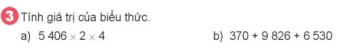 3 Tính giá trị của biểu thức.
a) 5 406 × 2 × 4 b) 370 + 9 826 + 6 530